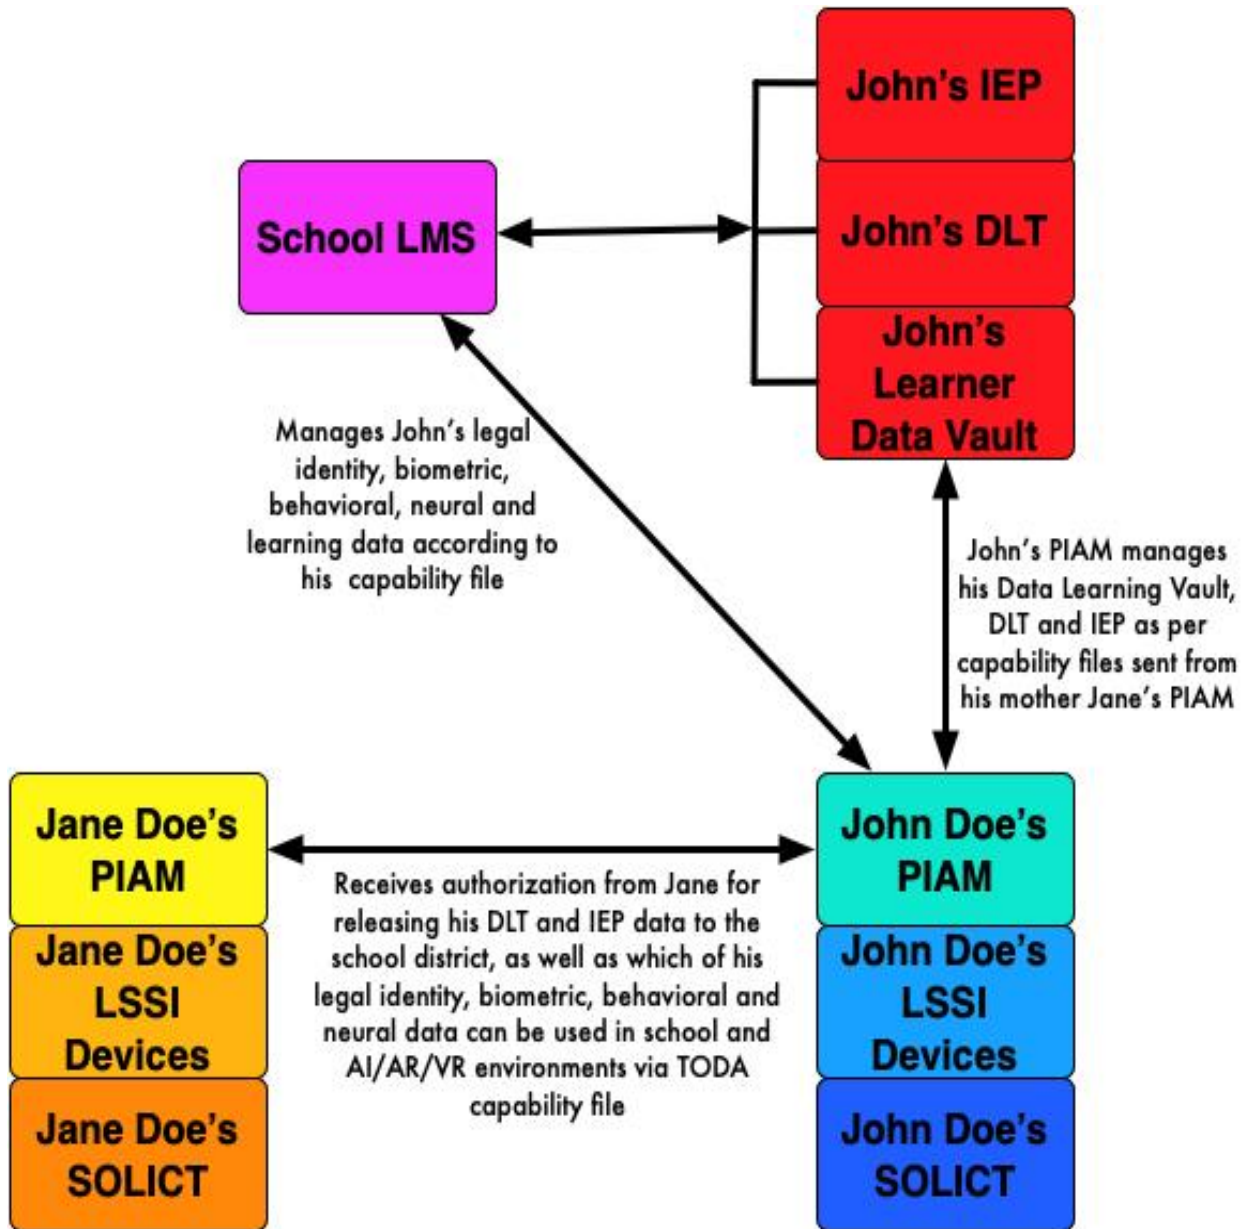 John's IEP
School LMS
John's DLT
John's
Learner
Data Vault
Manages John's legal
identity, biometric,
behavioral, neural and
learning data according to
his capability file
John's PIAM manages
his Data Learning Vault,
DLT and IEP as per
capability files sent from
his mother Jane's PIAM
Jane Doe's
PIAM
Jane Doe's
LSSI
Devices
Jane Doe's
SOLICT
Receives authorization from Jane for
releasing his DLT and IEP data to the
school district, as well as which of his
legal identity, biometric, behavioral and
neural data can be used in school and
AI/AR/VR environments via TODA
capability file
John Doe's
PIAM
John Doe's
LSSI
Devices
John Doe's
SOLICT